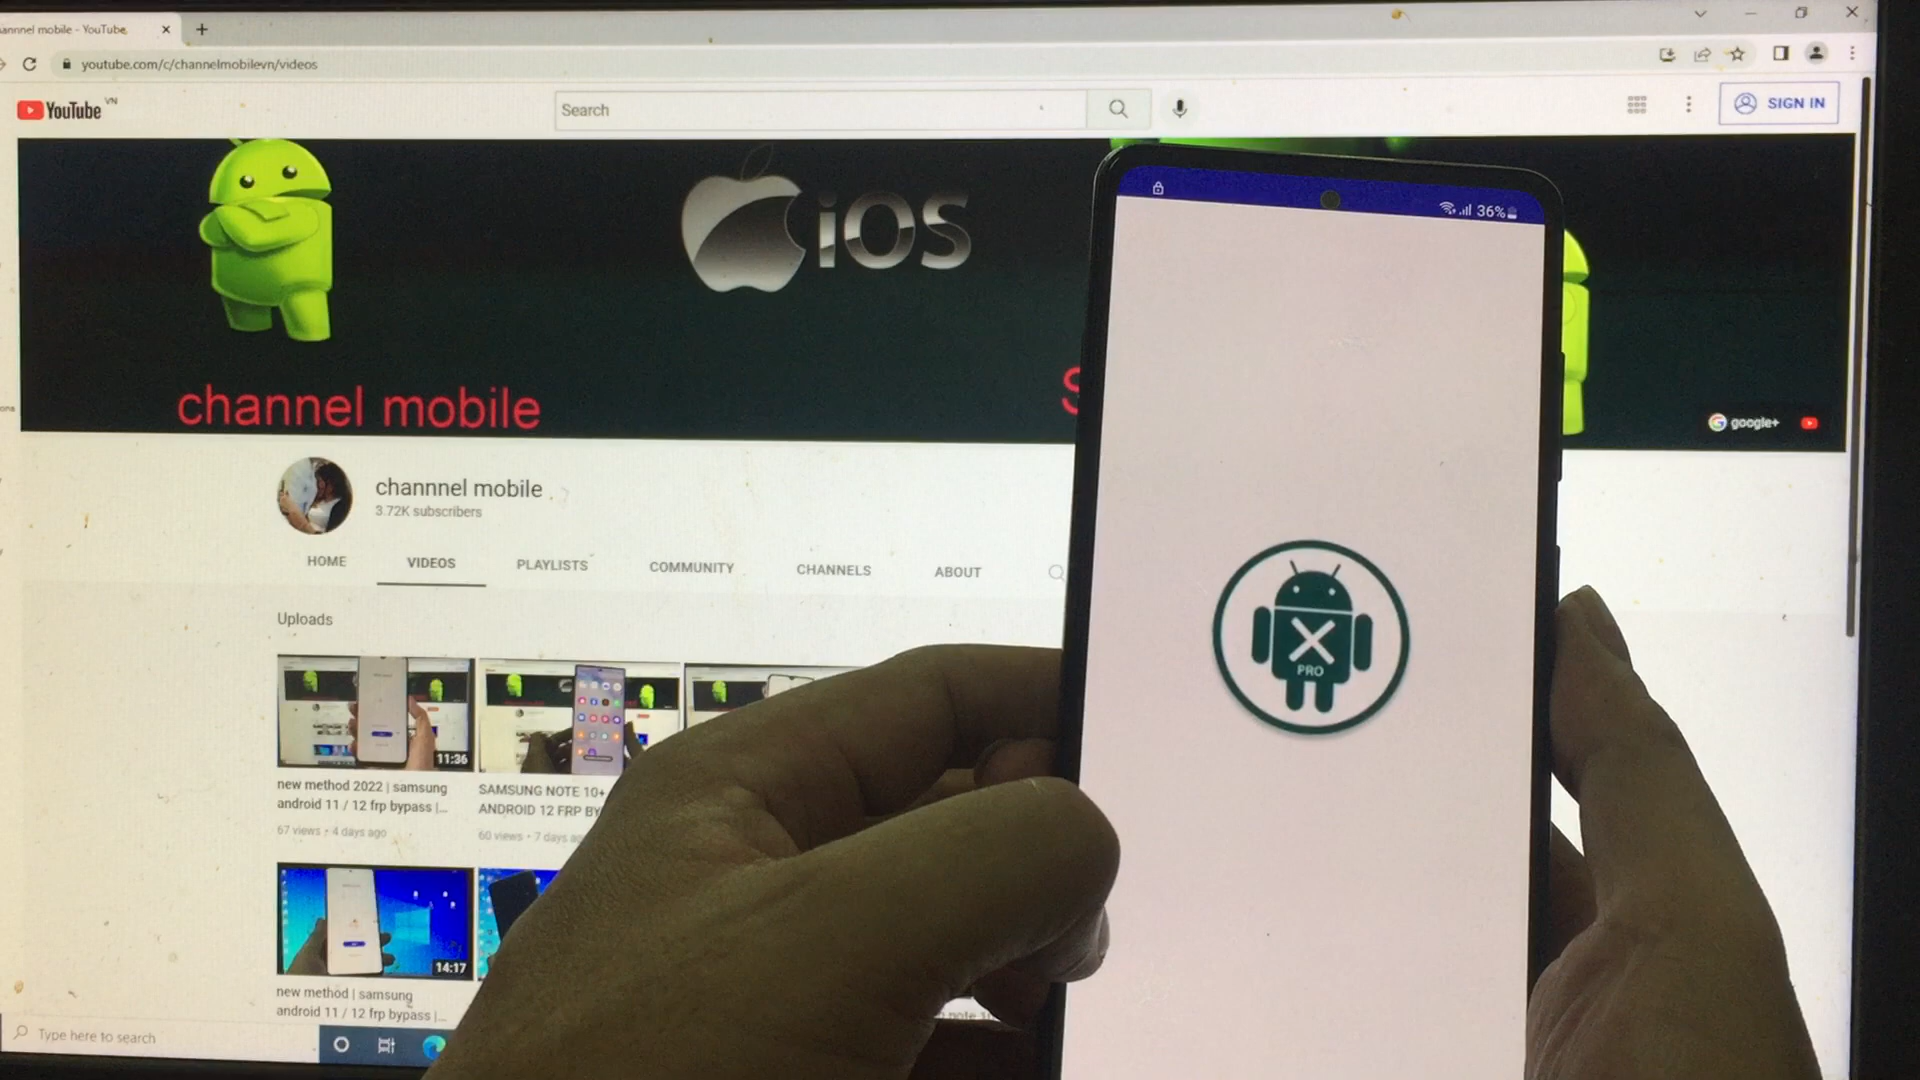 channnel mobile - YouTube
youtube.com/c/channelmobilevn/videos
YouTube VN
Search
SIGN IN
iOS
channel mobile
S
google+
36%
channnel mobile
3.72K subscribers
HOME
VIDEOS
PLAYLISTS
COMMUNITY
CHANNELS
ABOUT
Uploads
X
PRO
11:36
new method 2022 | samsung
android 11 / 12 frp bypass |...
67 views • 4 days ago
SAMSUNG NOTE 10+
ANDROID 12 FRP BY
60 views • 7 days ag
14:17
new method | samsung
android 11 / 12 frp bypass |...
note 1
Type here to search